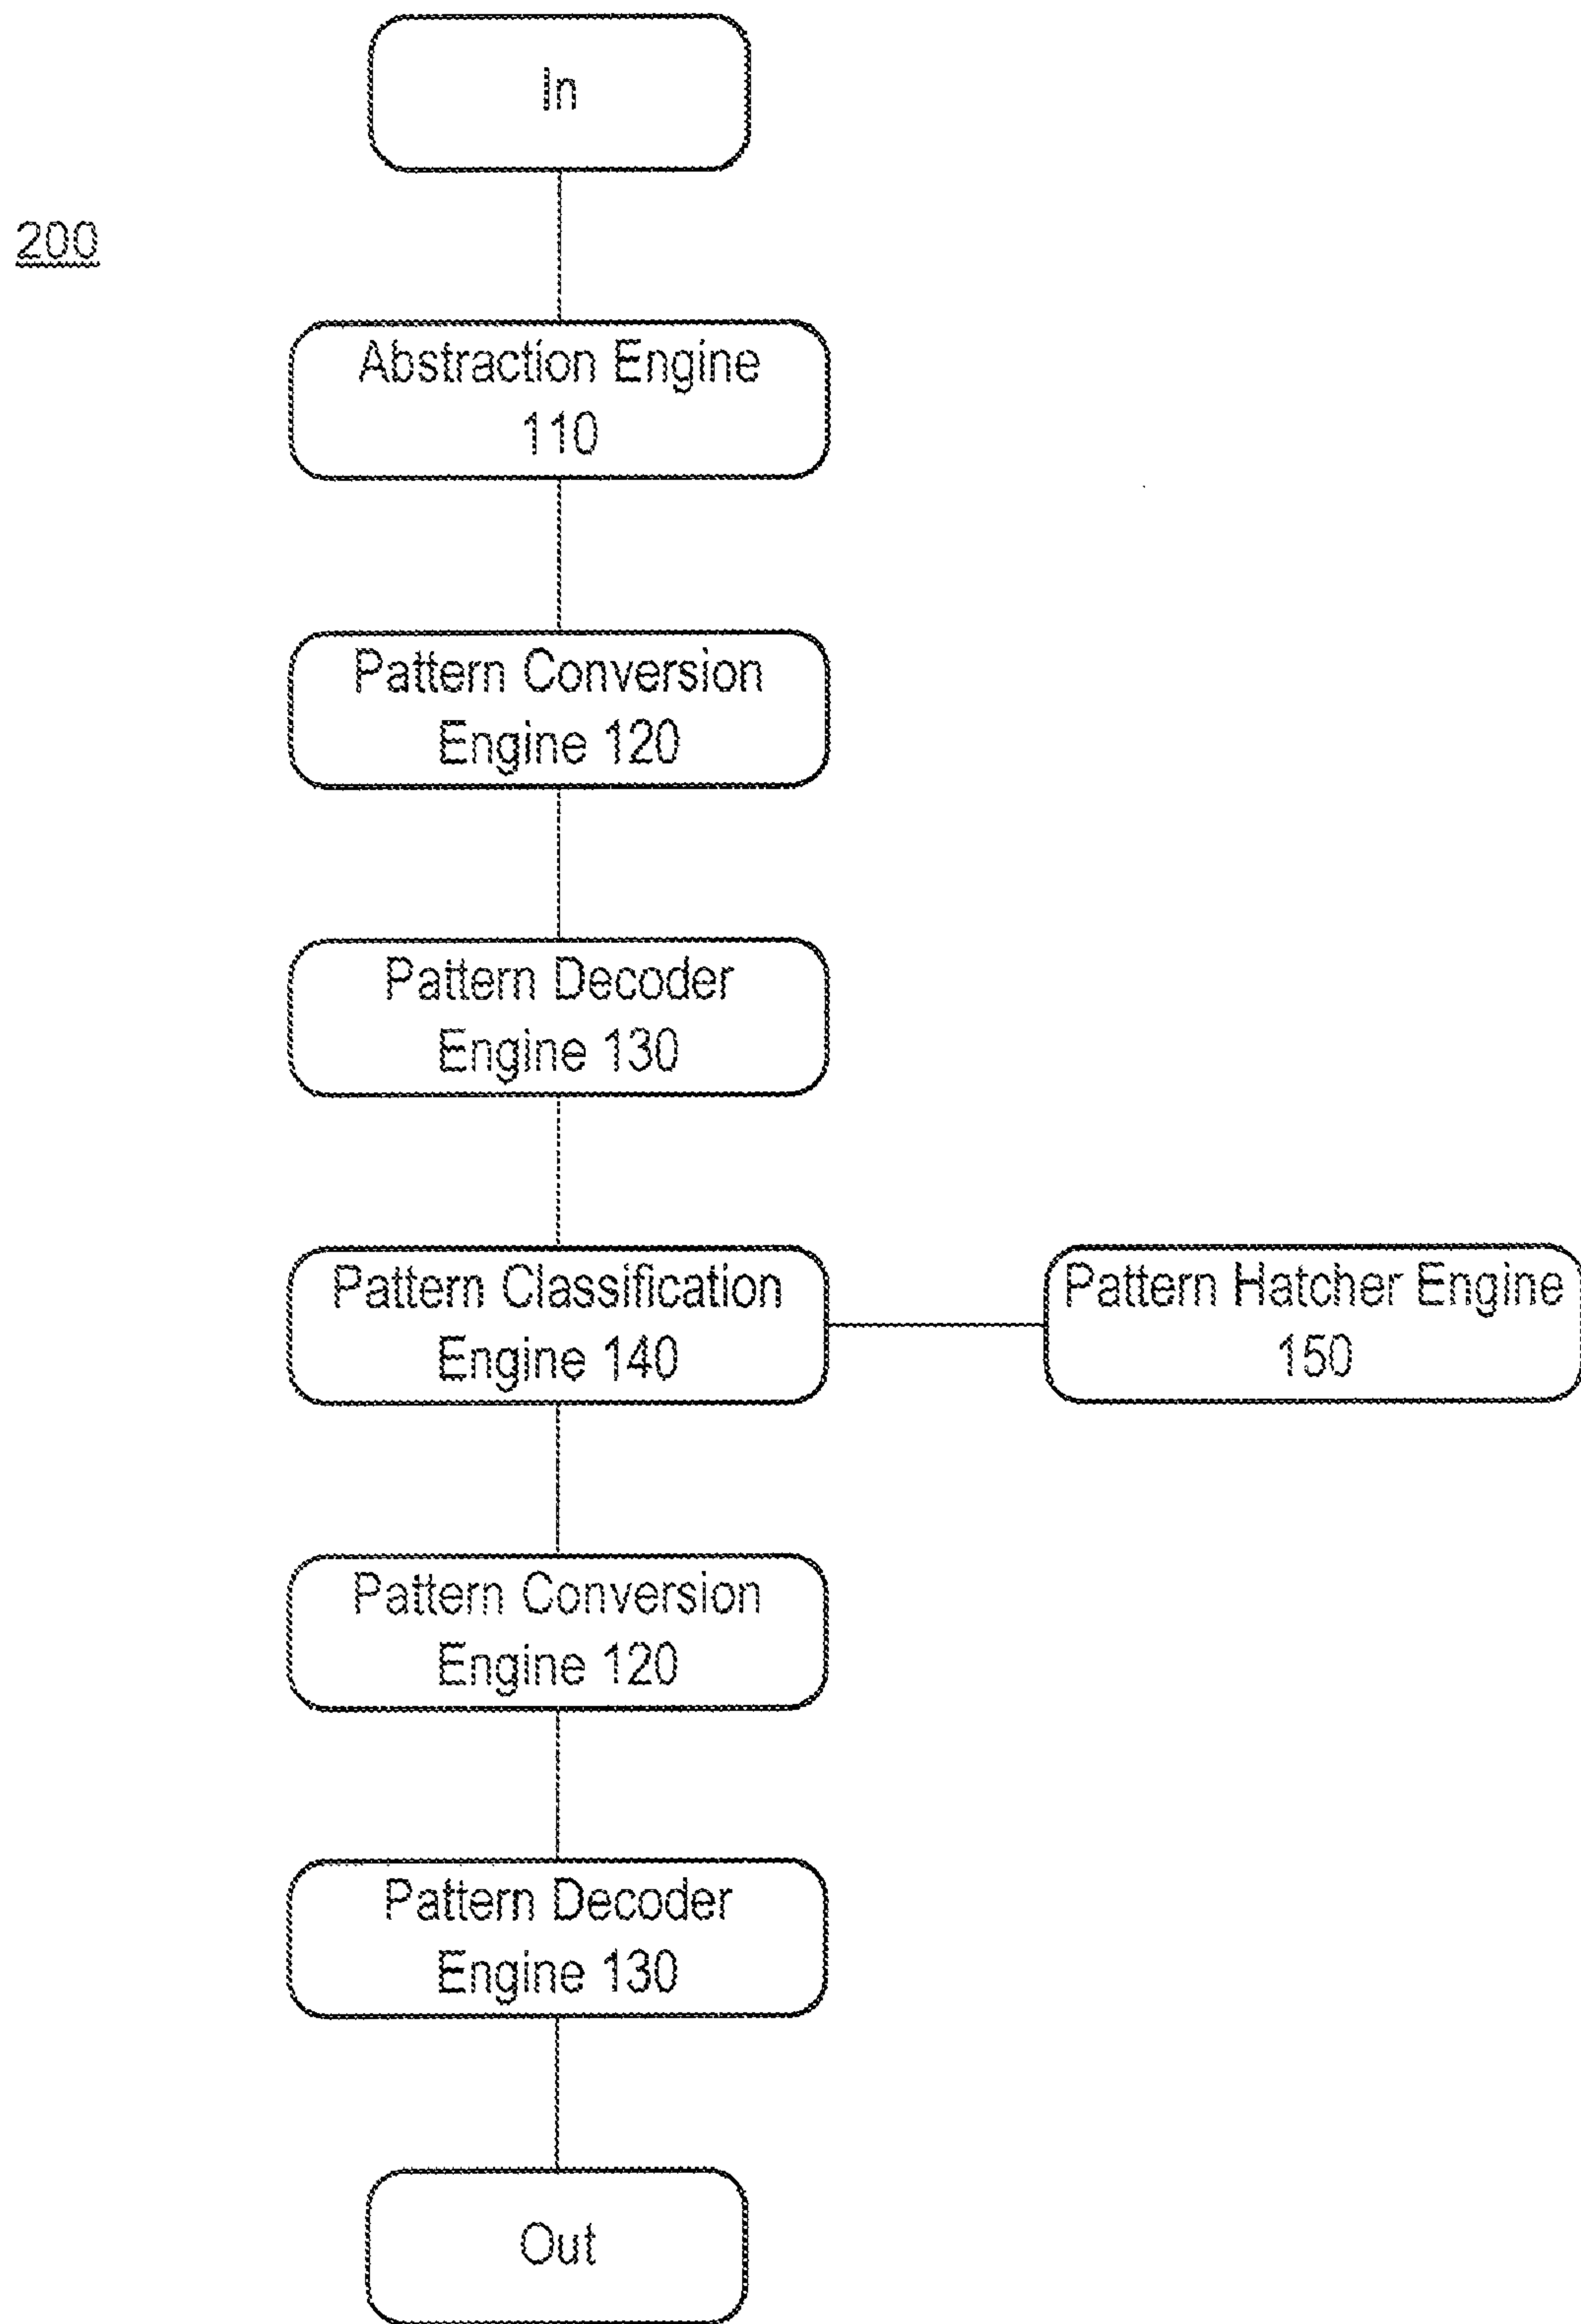 In
200
Abstraction Engine
110
Pattern Conversion
Engine 120
Pattern Decoder
Engine 130
Pattern Classification
Engine 140
Pattern Hatcher Engine
150
Pattern Conversion
Engine 120
Pattern Decoder
Engine 130
Out